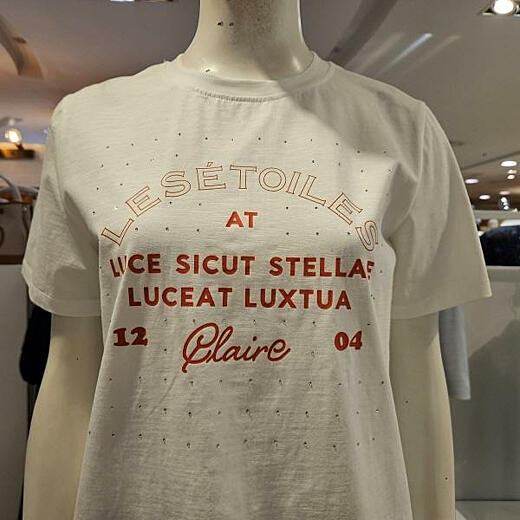 LESÉTOILES
AT
LUCE SICUT STELLAE
LUCEAT LUXTUA
12 Claire 04